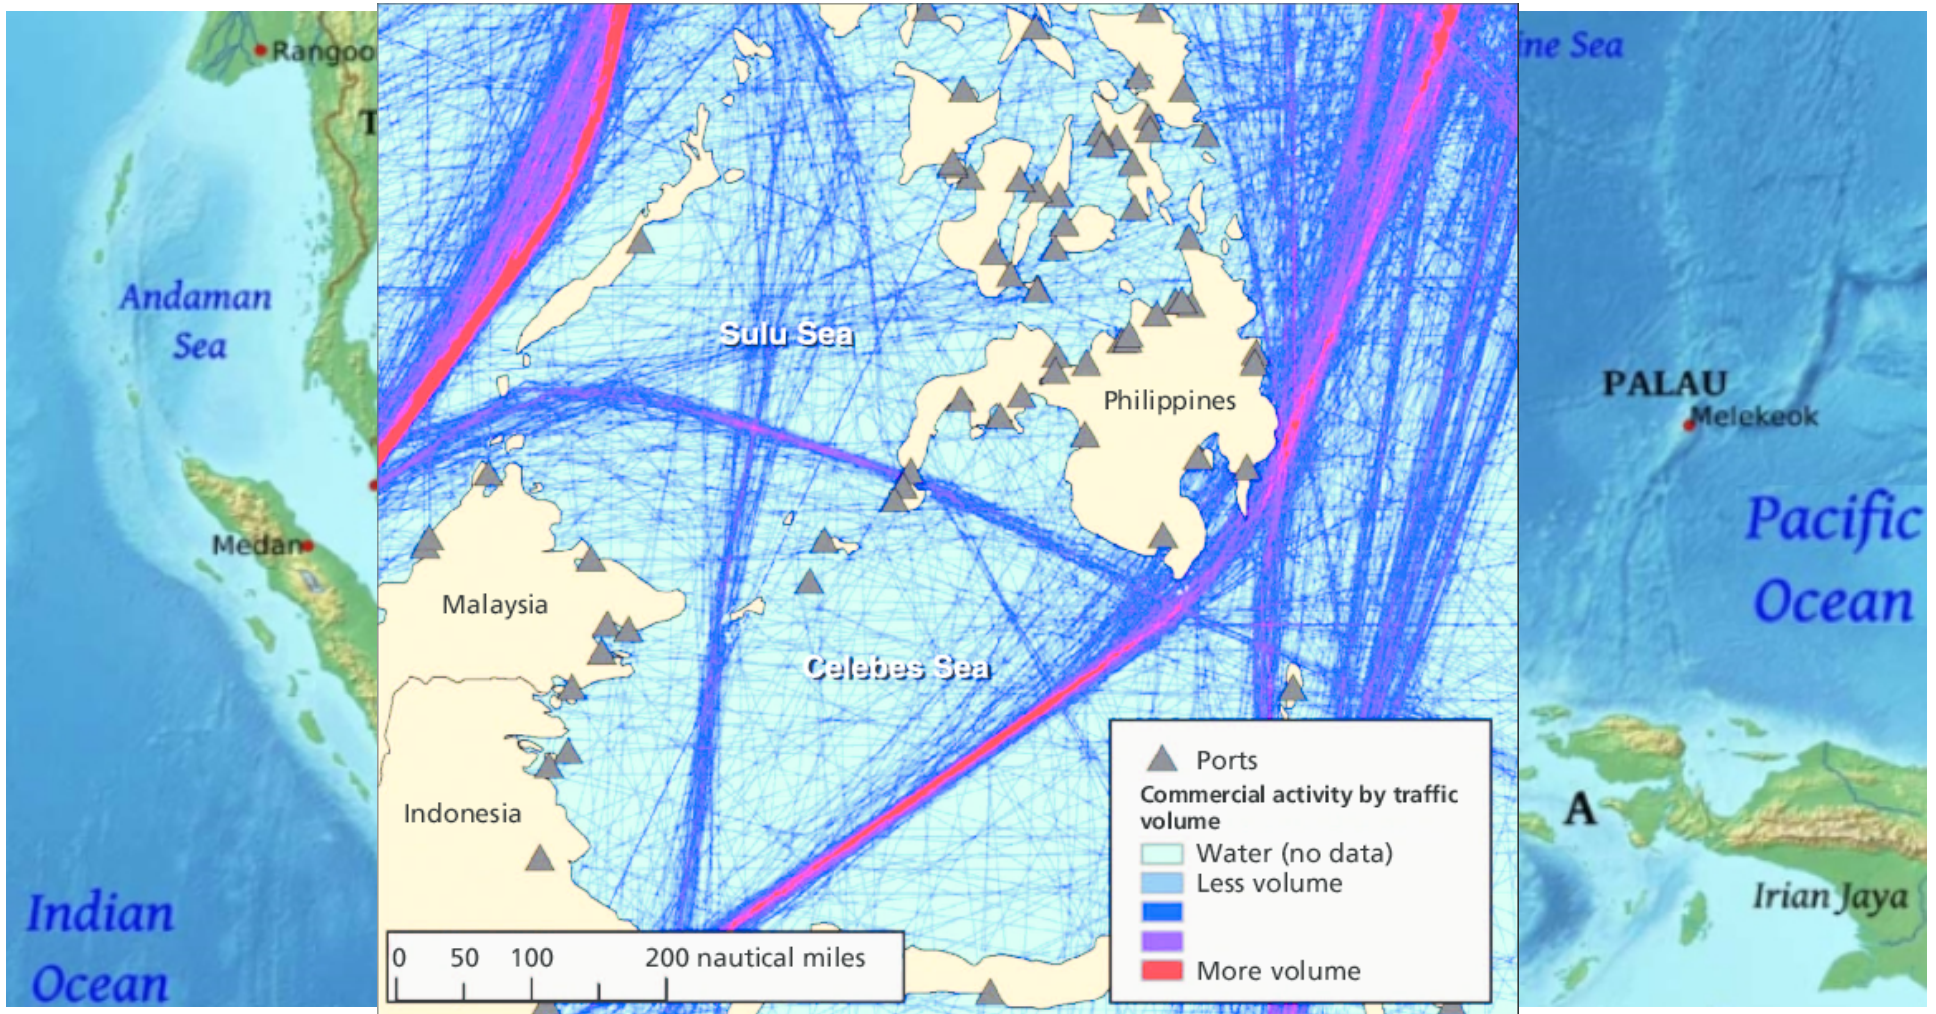 Rangoo
T
Andaman
Sea
Medan
Indian
Ocean
Sulu Sea
Philippines
Malaysia
Celebes Sea
Indonesia
0 50 100 200 nautical miles
Ports
Commercial activity by traffic
volume
Water (no data)
Less volume
More volume
ine Sea
PALAU
Melekeok
Pacific
Ocean
A
Irian Jaya